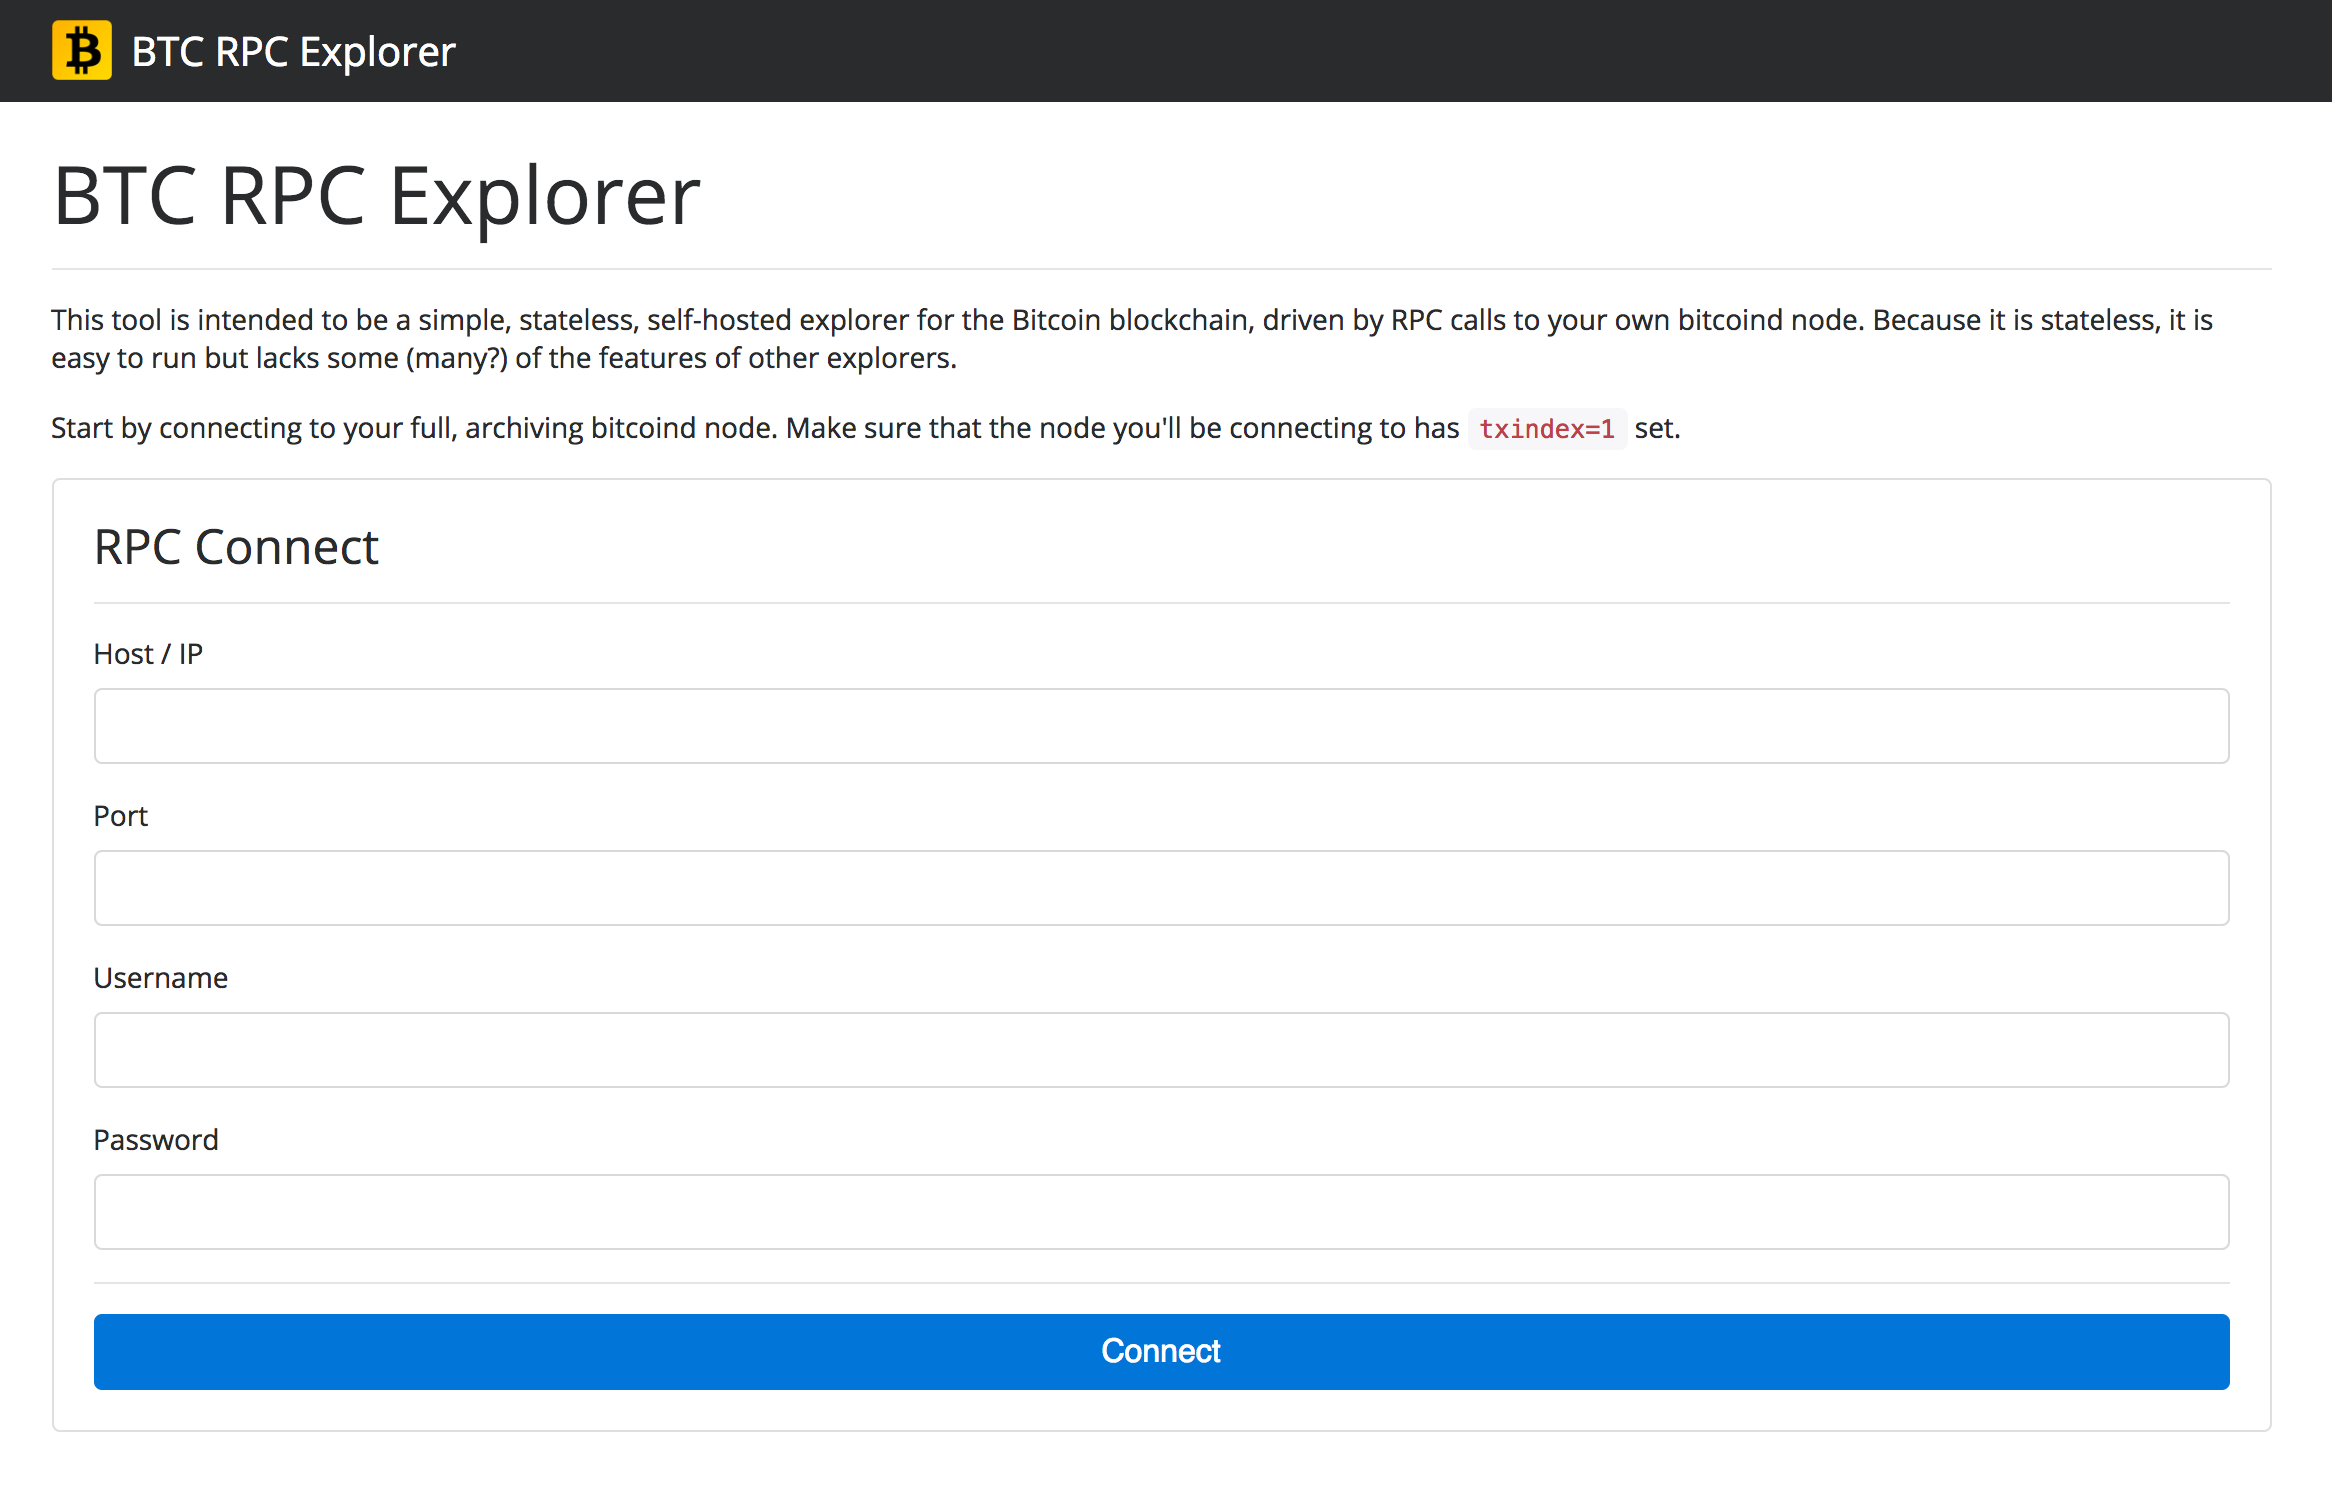 BTC RPC Explorer
BTC RPC Explorer
This tool is intended to be a simple, stateless, self-hosted explorer for the Bitcoin blockchain, driven by RPC calls to your own bitcoind node. Because it is stateless, it is
easy to run but lacks some (many?) of the features of other explorers.
Start by connecting to your full, archiving bitcoind node. Make sure that the node you'll be connecting to has txindex=1 set.
RPC Connect
Host / IP
Port
Username
Password
Connect